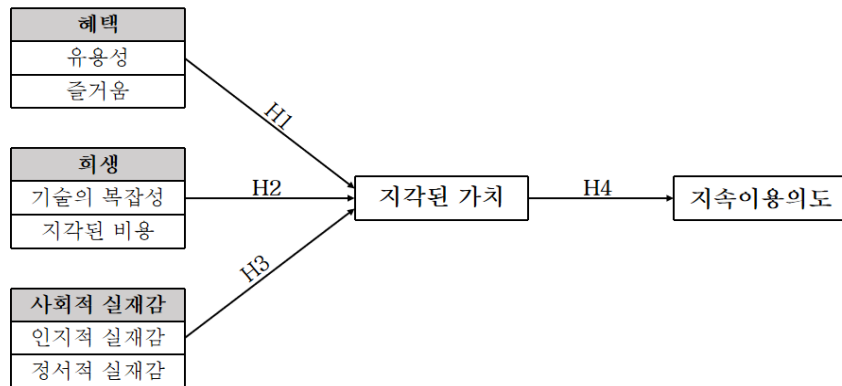 혜택
유용성
즐거움
H1
희생
기술의 복잡성
지각된 비용
H2
지각된 가치
H4
지속이용의도
H3
사회적 실재감
인지적 실재감
정서적 실재감